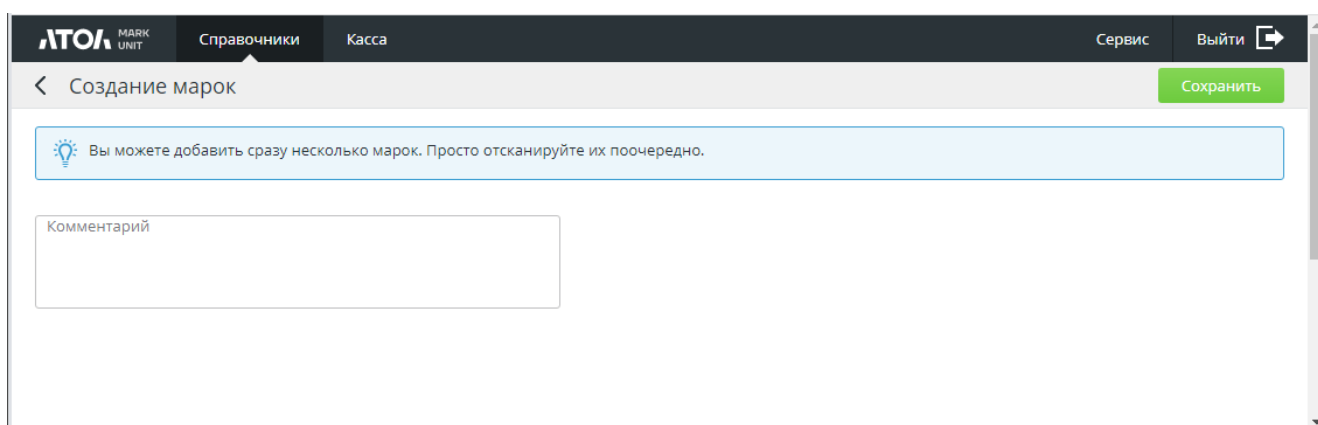 АТОЛ MARK UNIT Справочники Касса Сервис Выйти
Создание марок Сохранить
Вы можете добавить сразу несколько марок. Просто отсканируйте их поочередно.
Комментарий